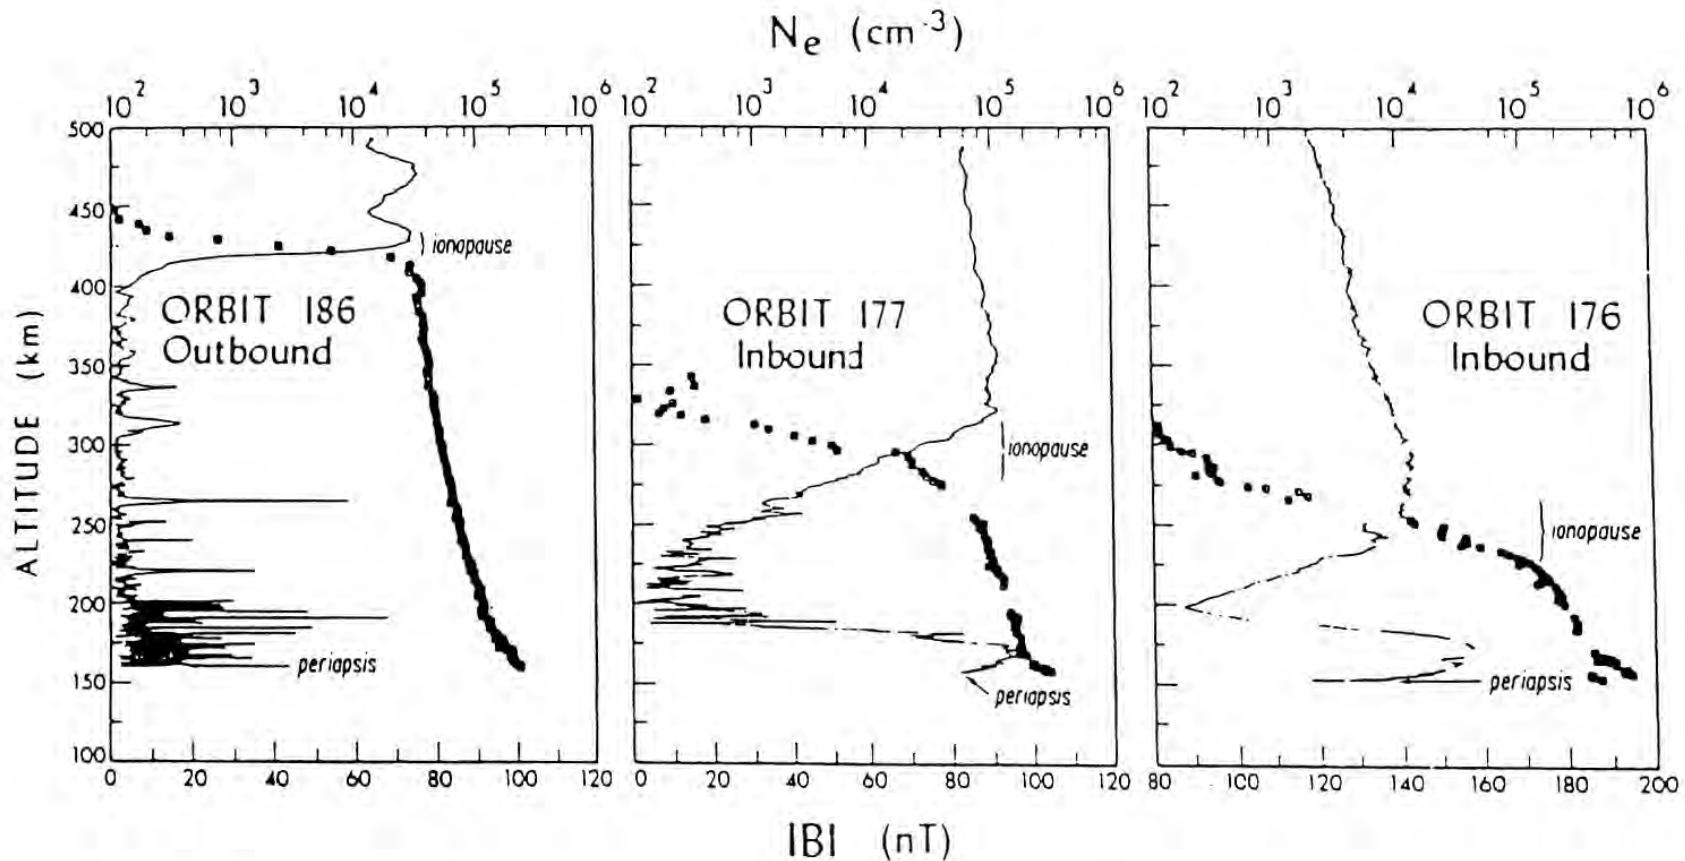 Ne (cm-3)
10^2 10^3 10^4 10^5 10^6
10^2 10^3 10^4 10^5 10^6
10^2 10^3 10^4 10^5 10^6
ALTITUDE (km)
500
450
400
350
300
250
200
150
100
ORBIT 186
Outbound
ionopause
periapsis
0 20 40 60 80 100 120
ORBIT 177
Inbound
ionopause
periapsis
0 20 40 60 80 100 120
ORBIT 176
Inbound
ionopause
periapsis
80 100 120 140 160 180 200
|B| (nT)